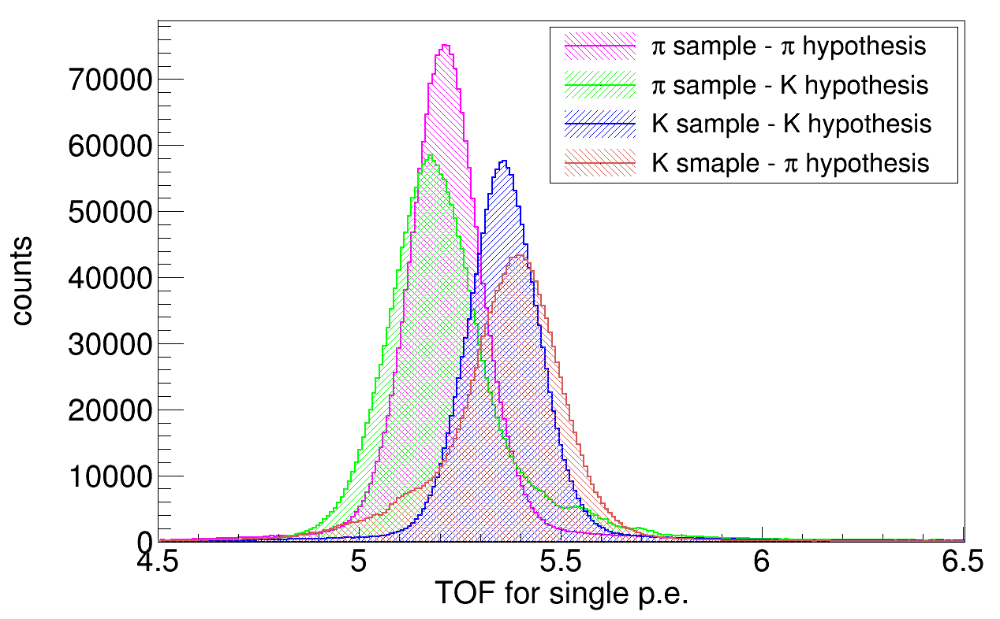 π sample - π hypothesis
π sample - K hypothesis
K sample - K hypothesis
K smaple - π hypothesis
70000
60000
50000
40000
30000
20000
10000
0
counts
4.5 5 5.5 6 6.5
TOF for single p.e.